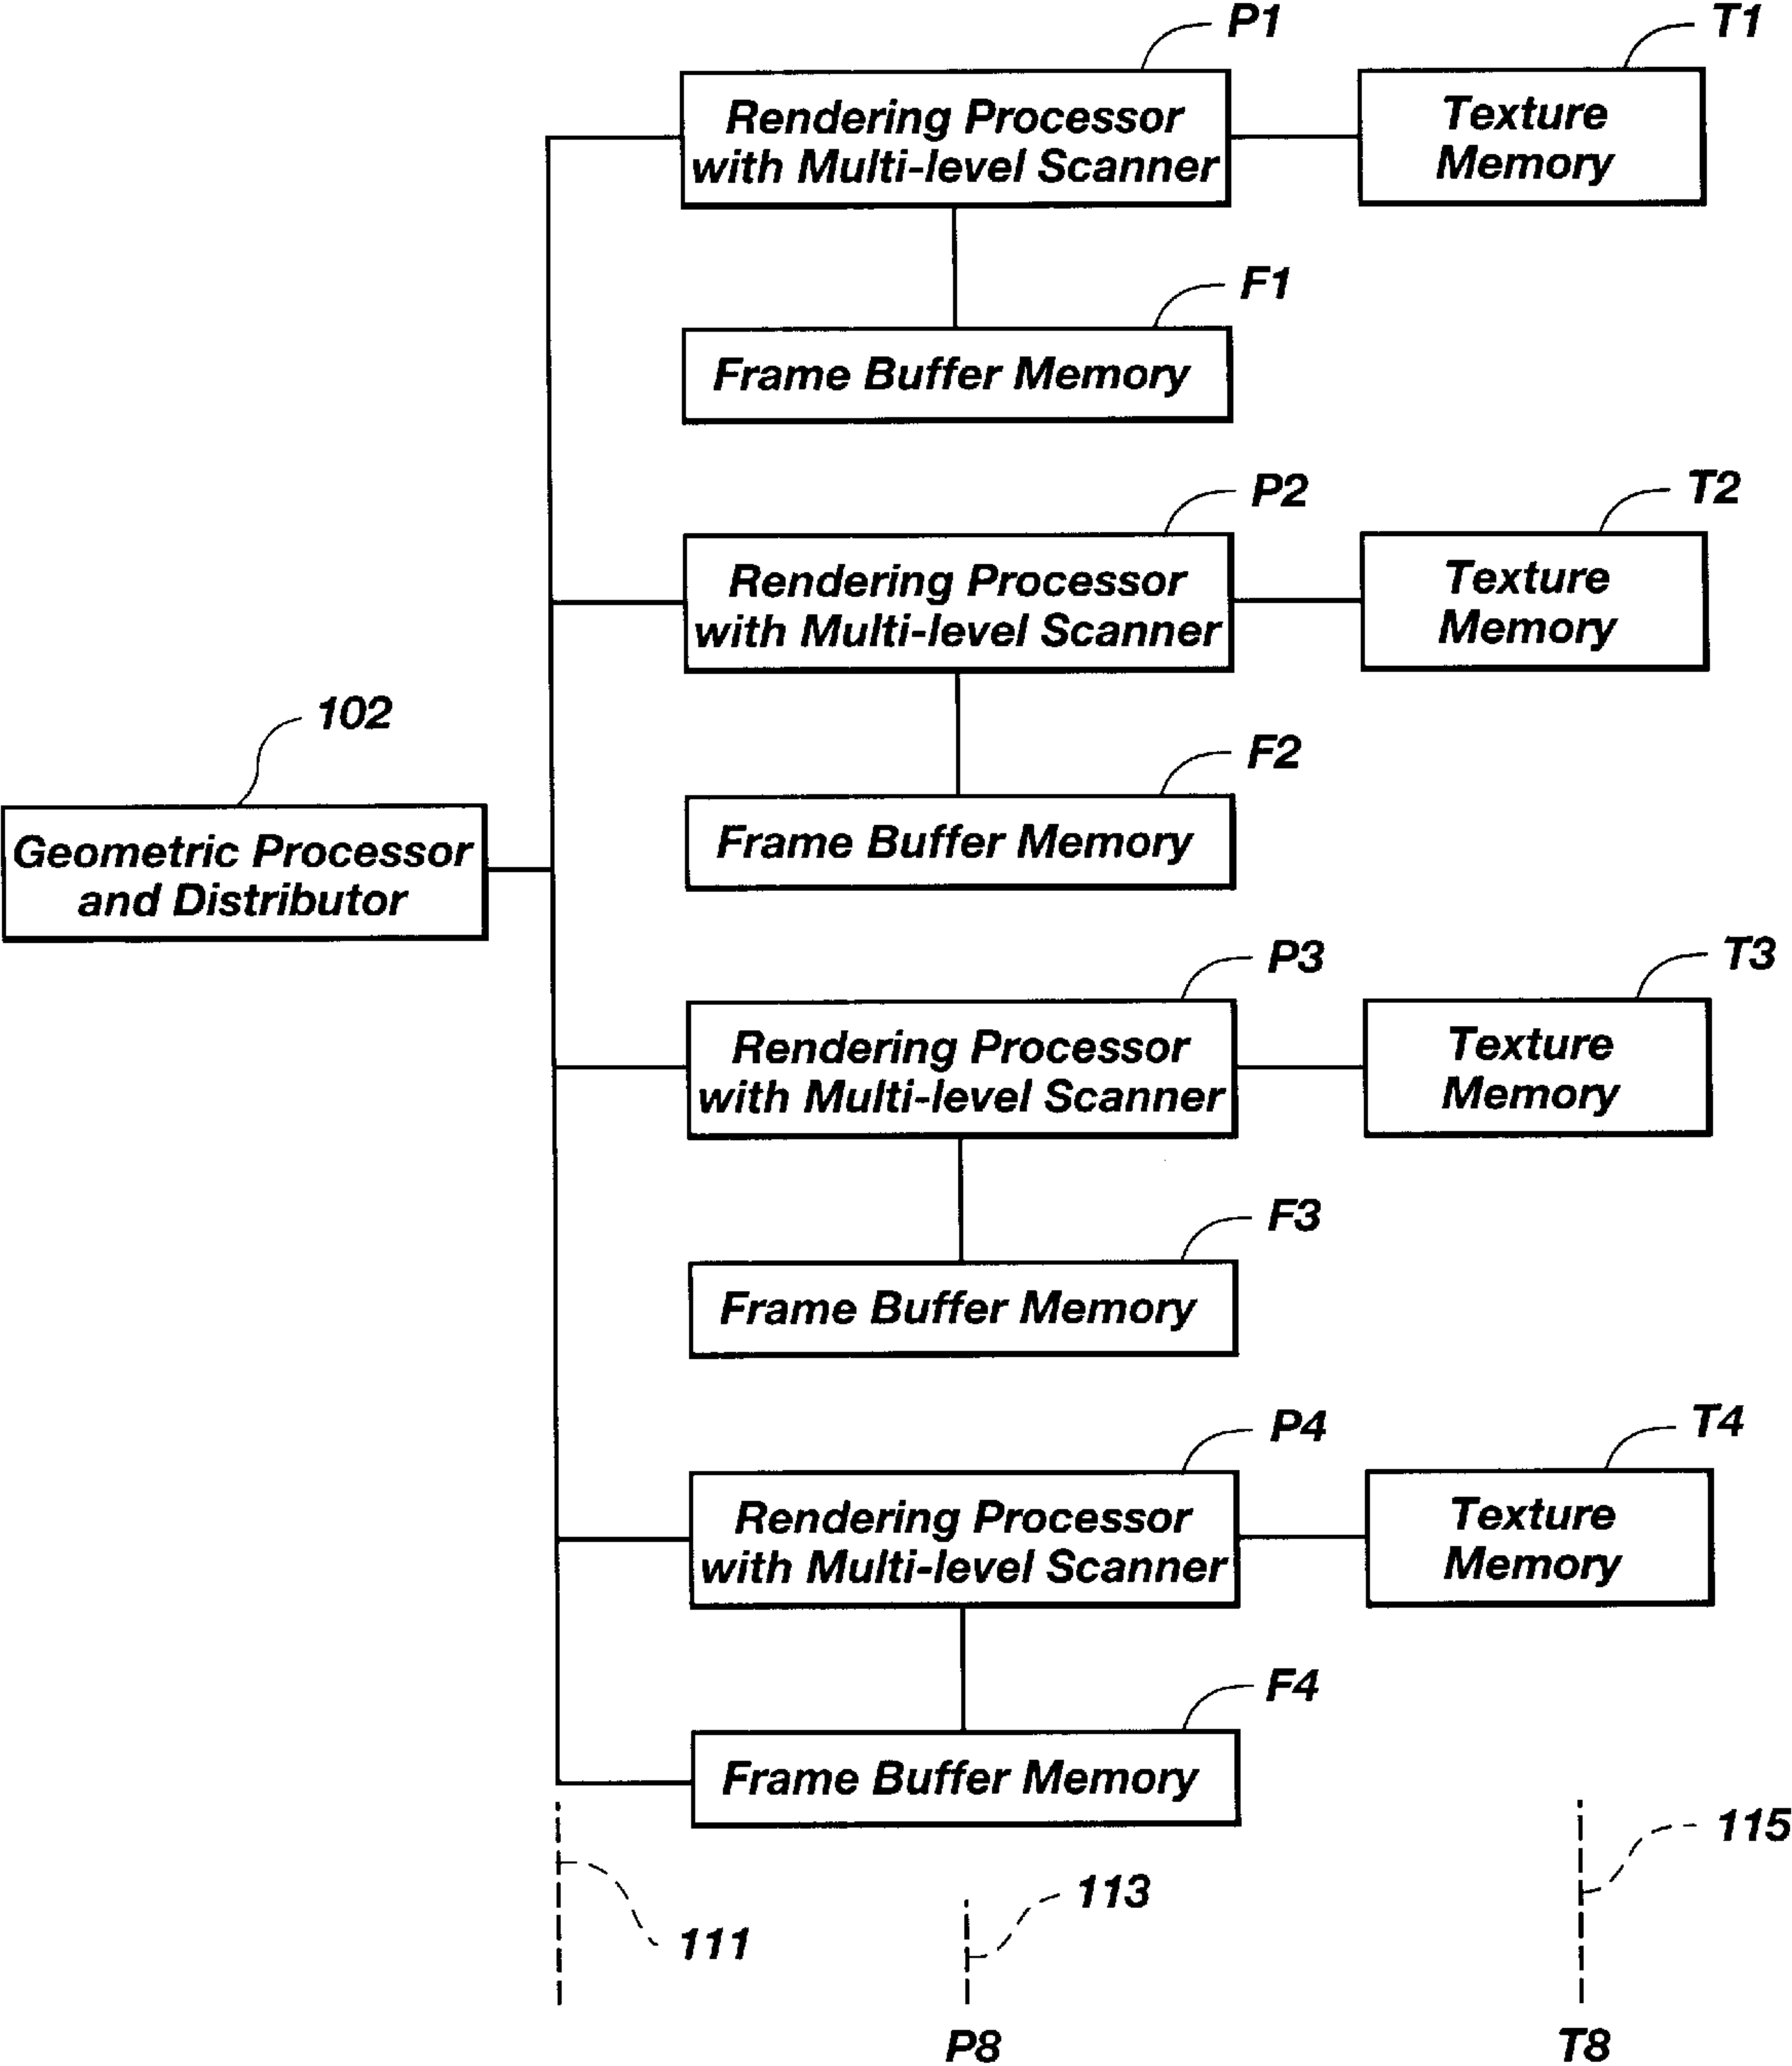 P1
T1
Rendering Processor
with Multi-level Scanner
Texture
Memory
F1
Frame Buffer Memory
P2
T2
Rendering Processor
with Multi-level Scanner
Texture
Memory
102
F2
Geometric Processor
and Distributor
Frame Buffer Memory
P3
T3
Rendering Processor
with Multi-level Scanner
Texture
Memory
F3
Frame Buffer Memory
P4
T4
Rendering Processor
with Multi-level Scanner
Texture
Memory
F4
Frame Buffer Memory
115
113
111
P8
T8